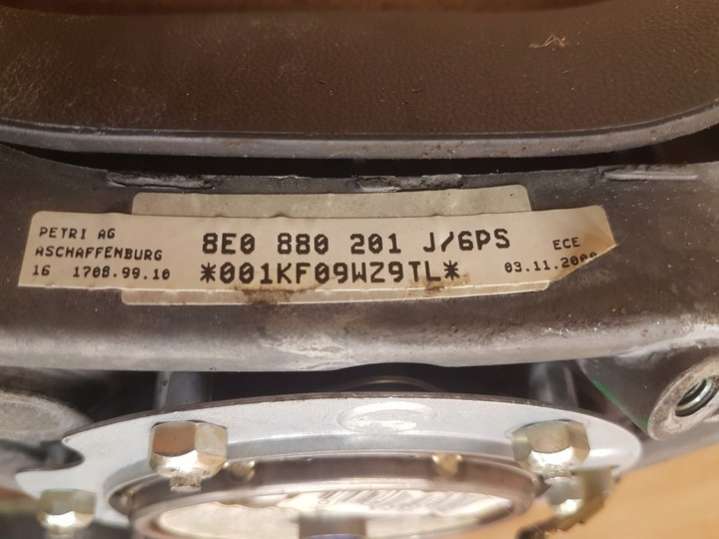 PETRI AG
ASCHAFFENBURG
16 1708.99.10
8E0 880 201 J/6PS
*001KF09WZ9TL*
ECE
03.11.200